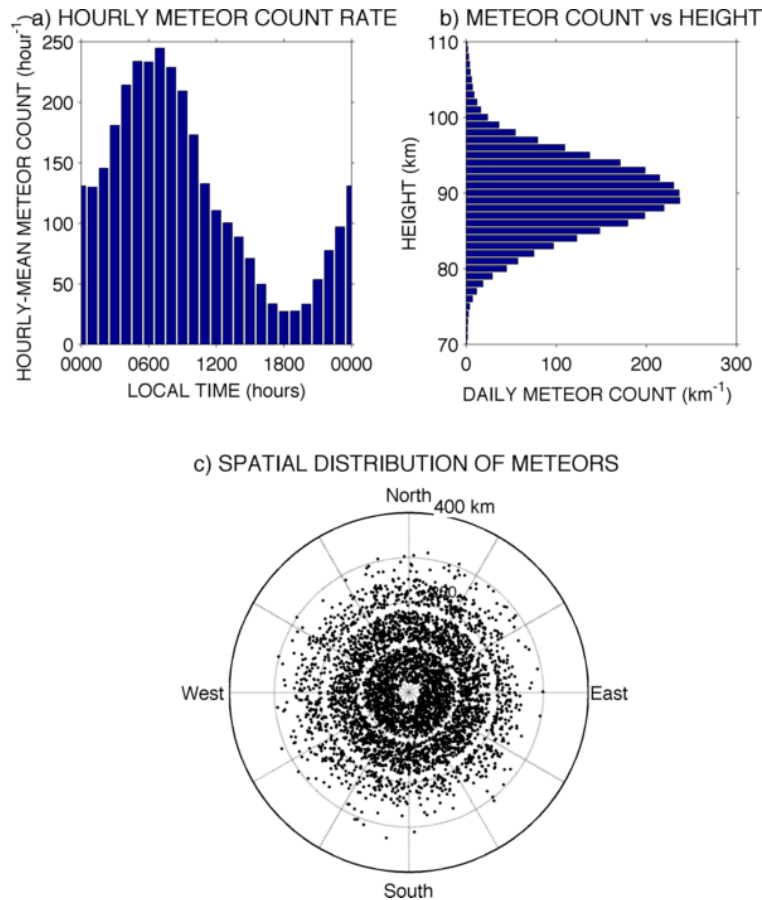 a) HOURLY METEOR COUNT RATE
HOURLY-MEAN METEOR COUNT (hour⁻¹)
250
200
150
100
50
0
0000 0600 1200 1800 0000
LOCAL TIME (hours)
b) METEOR COUNT vs HEIGHT
HEIGHT (km)
110
100
90
80
70
0 100 200 300
DAILY METEOR COUNT (km⁻¹)
c) SPATIAL DISTRIBUTION OF METEORS
North
400 km
West
East
South